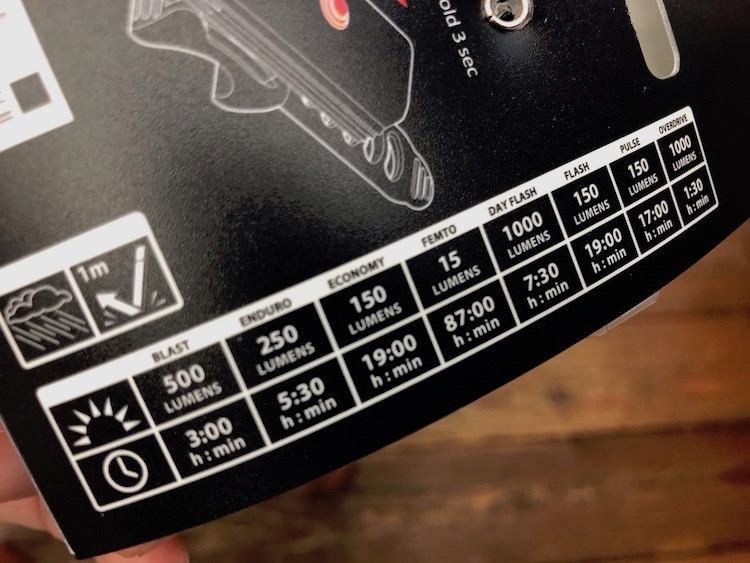 old 3 sec
1m
BLAST ENDURO ECONOMY FEMTO DAY FLASH FLASH PULSE OVERDRIVE
500 250 150 15 1000 150 150 1000
LUMENS LUMENS LUMENS LUMENS LUMENS LUMENS LUMENS LUMENS
3:00 5:30 19:00 87:00 7:30 19:00 17:00 1:30
h:min h:min h:min h:min h:min h:min h:min h:min